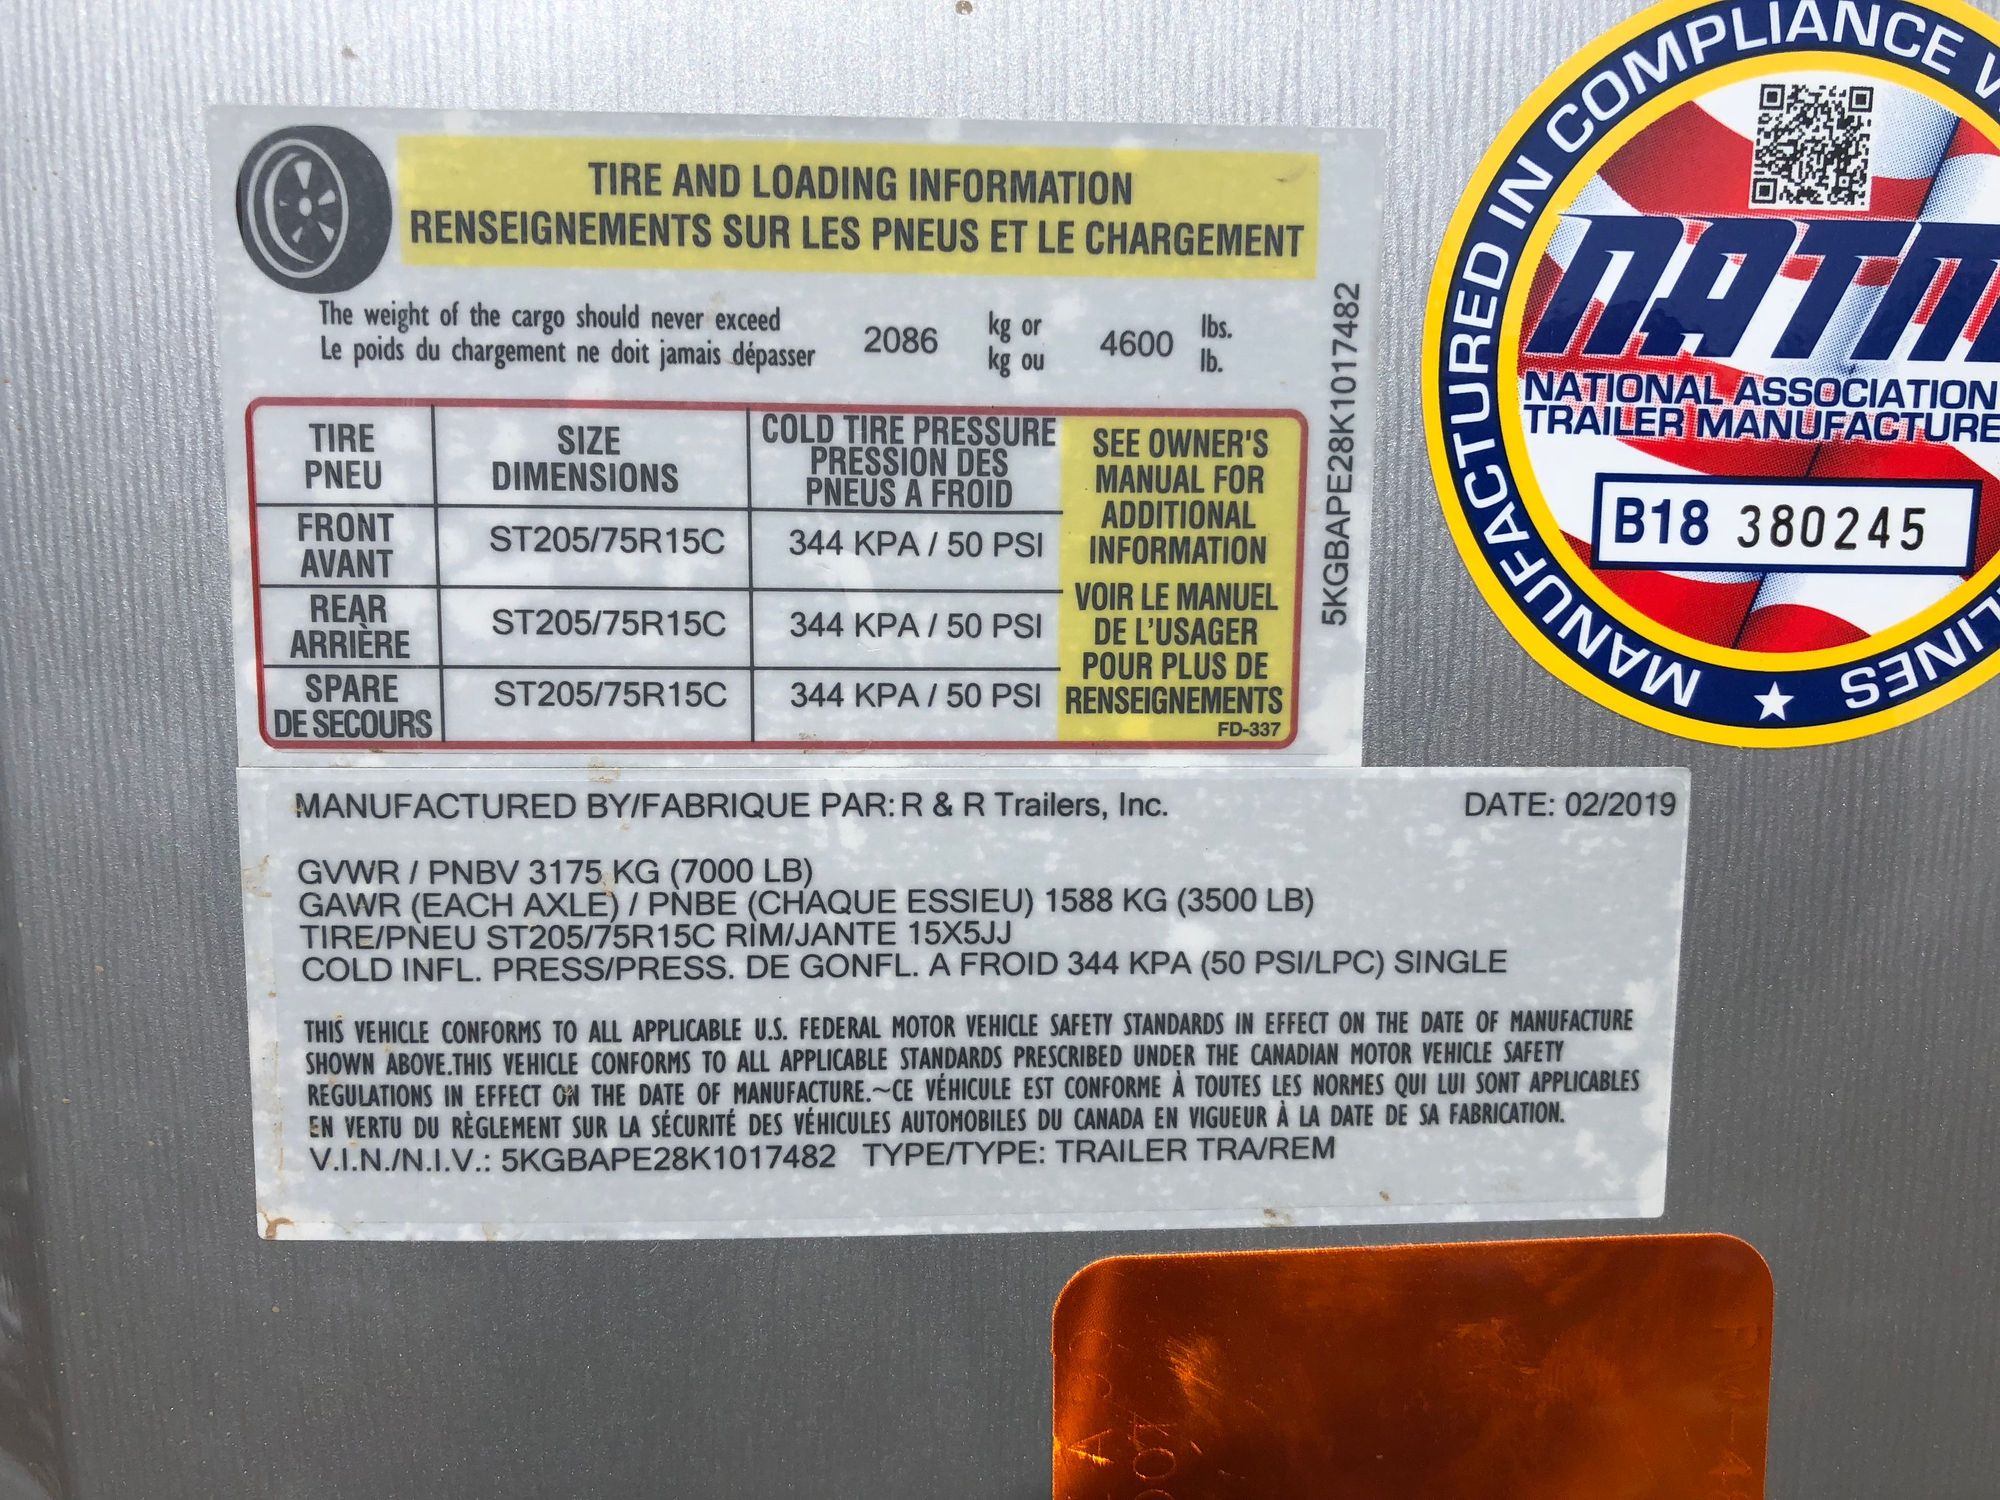 TIRE AND LOADING INFORMATION
RENSEIGNEMENTS SUR LES PNEUS ET LE CHARGEMENT
The weight of the cargo should never exceed 2086 kg or 4600 lbs.
Le poids du chargement ne doit jamais dépasser kg ou lb.
TIRE SIZE COLD TIRE PRESSURE
PNEU DIMENSIONS PRESSION DES
PNEUS A FROID
FRONT ST205/75R15C 344 KPA / 50 PSI
AVANT
REAR ST205/75R15C 344 KPA / 50 PSI
ARRIÈRE
SPARE ST205/75R15C 344 KPA / 50 PSI
DE SECOURS
SEE OWNER'S
MANUAL FOR
ADDITIONAL
INFORMATION
VOIR LE MANUEL
DE L'USAGER
POUR PLUS DE
RENSEIGNEMENTS
FD-337
5KGBAPE28K1017482
MANUFACTURED BY/FABRIQUE PAR: R & R Trailers, Inc. DATE: 02/2019
GVWR / PNBV 3175 KG (7000 LB)
GAWR (EACH AXLE) / PNBE (CHAQUE ESSIEU) 1588 KG (3500 LB)
TIRE/PNEU ST205/75R15C RIM/JANTE 15X5JJ
COLD INFL. PRESS/PRESS. DE GONFL. A FROID 344 KPA (50 PSI/LPC) SINGLE
THIS VEHICLE CONFORMS TO ALL APPLICABLE U.S. FEDERAL MOTOR VEHICLE SAFETY STANDARDS IN EFFECT ON THE DATE OF MANUFACTURE
SHOWN ABOVE.THIS VEHICLE CONFORMS TO ALL APPLICABLE STANDARDS PRESCRIBED UNDER THE CANADIAN MOTOR VEHICLE SAFETY
REGULATIONS IN EFFECT ON THE DATE OF MANUFACTURE.~CE VÉHICULE EST CONFORME À TOUTES LES NORMES QUI LUI SONT APPLICABLES
EN VERTU DU RÈGLEMENT SUR LA SÉCURITÉ DES VÉHICULES AUTOMOBILES DU CANADA EN VIGUEUR À LA DATE DE SA FABRICATION.
V.I.N./N.I.V.: 5KGBAPE28K1017482 TYPE/TYPE: TRAILER TRA/REM
MANUFACTURED IN COMPLIANCE
NATM
NATIONAL ASSOCIATION
TRAILER MANUFACTURE
B18 380245
MANUFA
LINES